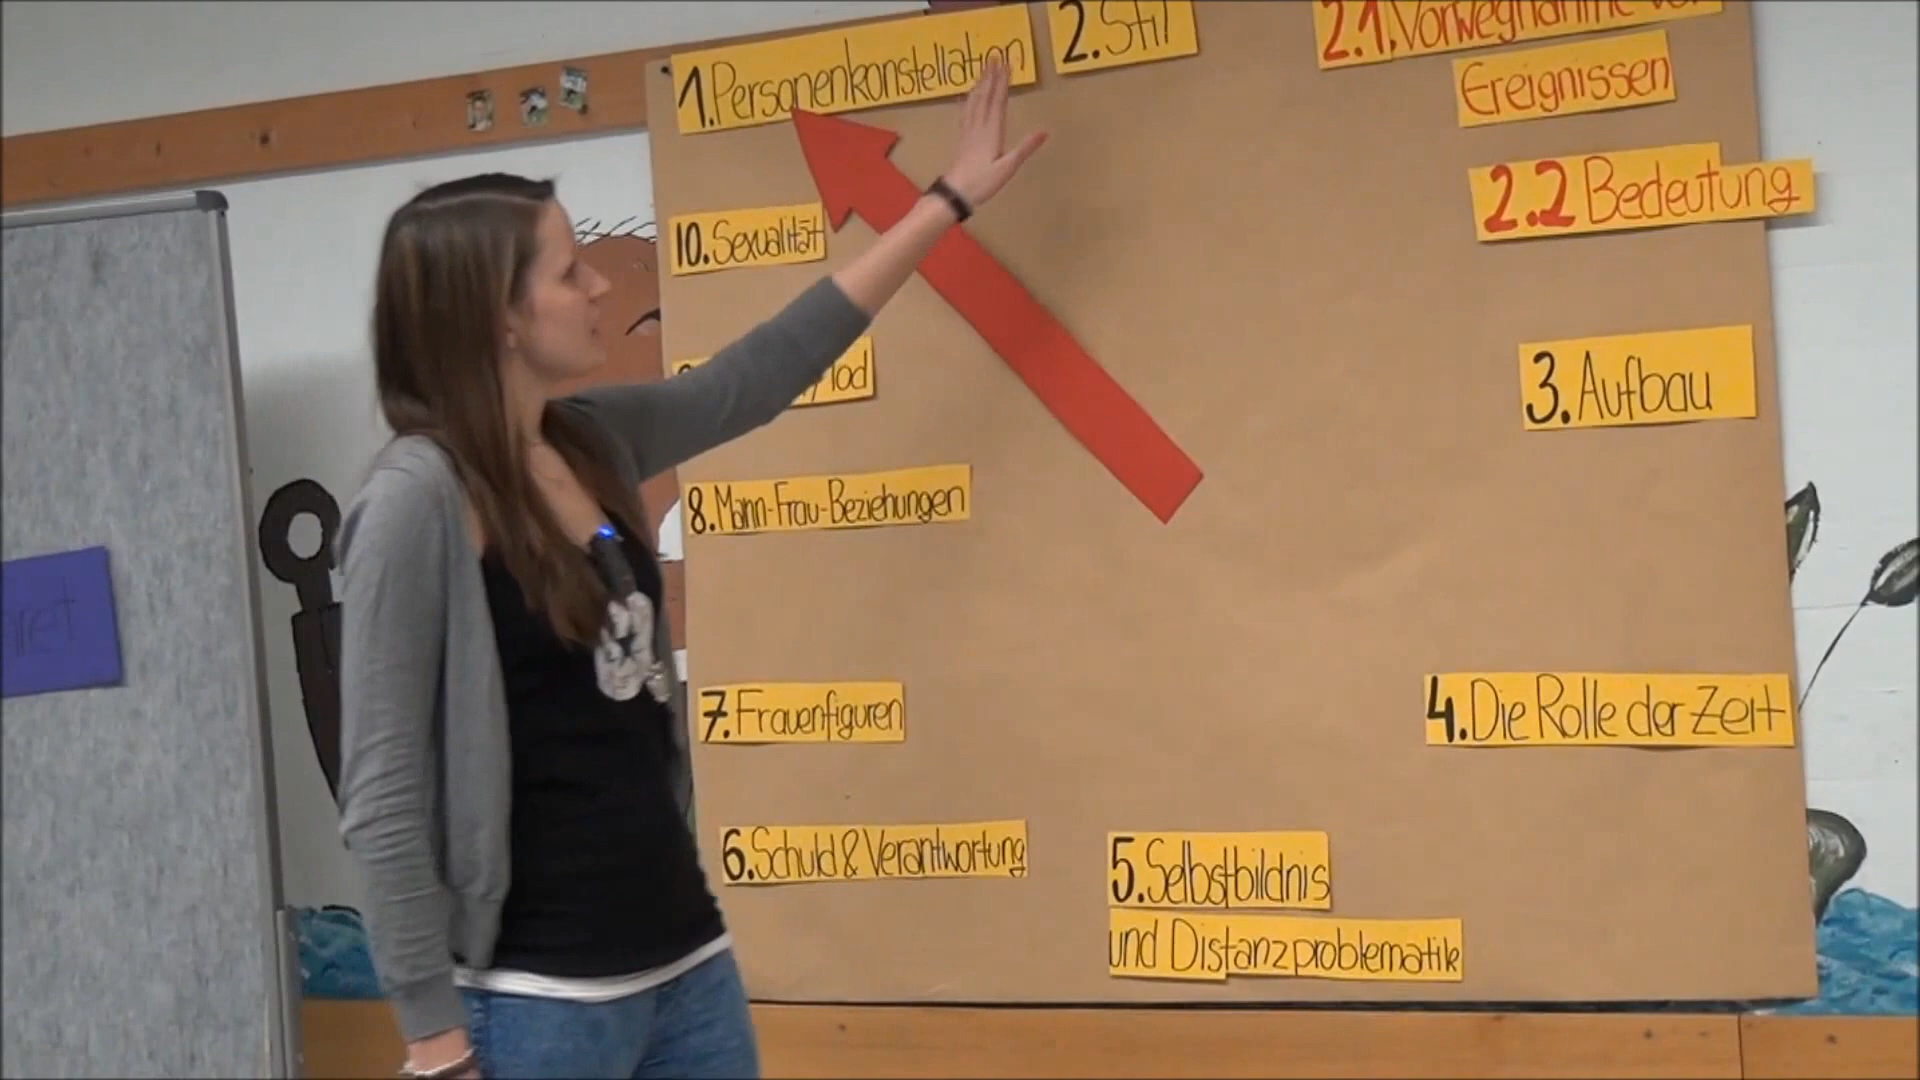 1. Personenkonstellation
2. Stil
2.1. Vorwegnahme
Ereignissen
2.2 Bedeutung
3. Aufbau
4. Die Rolle der Zeit
5. Selbstbildnis
und Distanzproblematik
6. Schuld & Verantwortung
7. Frauenfiguren
8. Mann-Frau-Beziehungen
/Tod
10. Sexualität